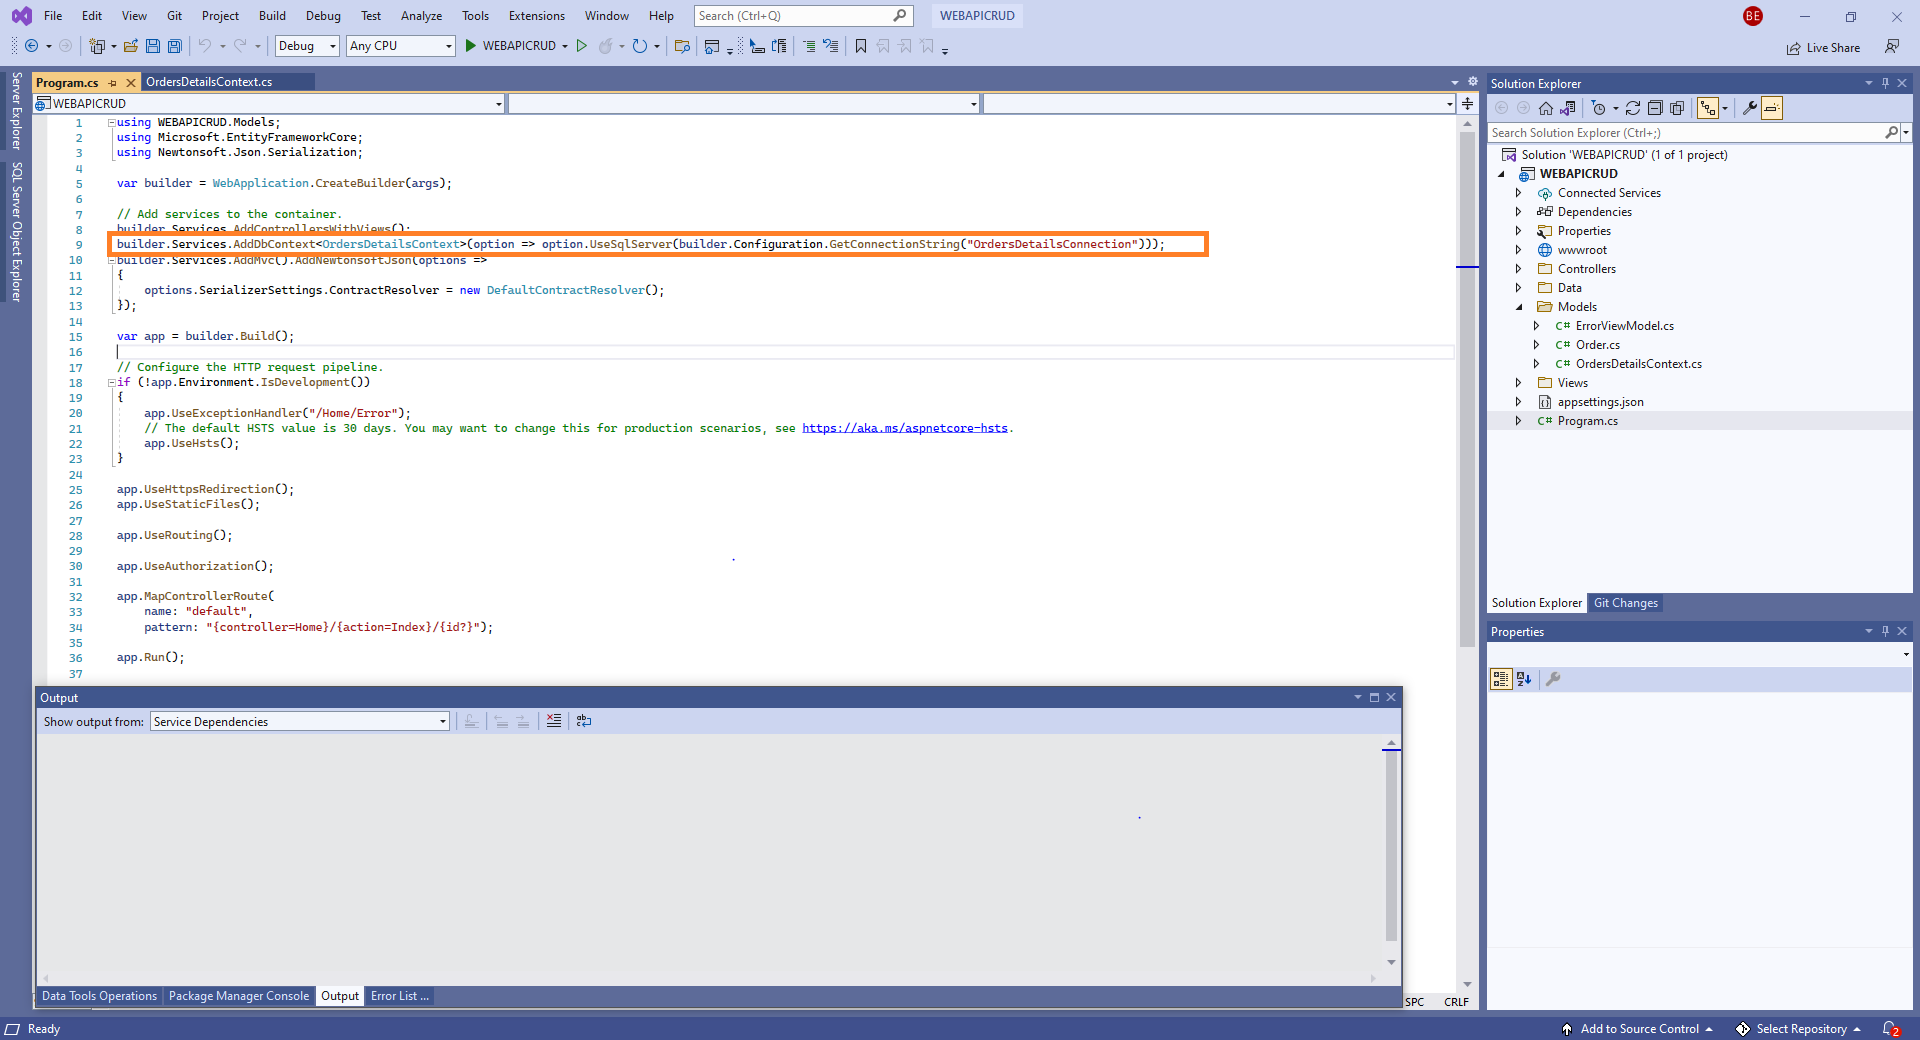 File Edit View Git Project Build Debug Test Analyze Tools Extensions Window Help Search (Ctrl+Q) WEBAPICRUD BE
Debug Any CPU WEBAPICRUD Live Share
Server Explorer
SQL Server Object Explorer
Program.cs OrdersDetailsContext.cs
WEBAPICRUD
1 using WEBAPICRUD.Models;
2 using Microsoft.EntityFrameworkCore;
3 using Newtonsoft.Json.Serialization;
4
5 var builder = WebApplication.CreateBuilder(args);
6
7 // Add services to the container.
8 builder.Services.AddControllersWithViews();
9 builder.Services.AddDbContext<OrdersDetailsContext>(option => option.UseSqlServer(builder.Configuration.GetConnectionString("OrdersDetailsConnection")));
10 builder.Services.AddMvc().AddNewtonsoftJson(options =>
11 {
12 options.SerializerSettings.ContractResolver = new DefaultContractResolver();
13 });
14
15 var app = builder.Build();
16
17 // Configure the HTTP request pipeline.
18 if (!app.Environment.IsDevelopment())
19 {
20 app.UseExceptionHandler("/Home/Error");
21 // The default HSTS value is 30 days. You may want to change this for production scenarios, see https://aka.ms/aspnetcore-hsts.
22 app.UseHsts();
23 }
24
25 app.UseHttpsRedirection();
26 app.UseStaticFiles();
27
28 app.UseRouting();
29
30 app.UseAuthorization();
31
32 app.MapControllerRoute(
33 name: "default",
34 pattern: "{controller=Home}/{action=Index}/{id?}");
35
36 app.Run();
37
Output
Show output from: Service Dependencies
Data Tools Operations Package Manager Console Output Error List ...
SPC CRLF
Solution Explorer
Search Solution Explorer (Ctrl+;)
Solution 'WEBAPICRUD' (1 of 1 project)
WEBAPICRUD
Connected Services
Dependencies
Properties
wwwroot
Controllers
Data
Models
C# ErrorViewModel.cs
C# Order.cs
C# OrdersDetailsContext.cs
Views
appsettings.json
C# Program.cs
Solution Explorer Git Changes
Properties
Ready Add to Source Control Select Repository 2